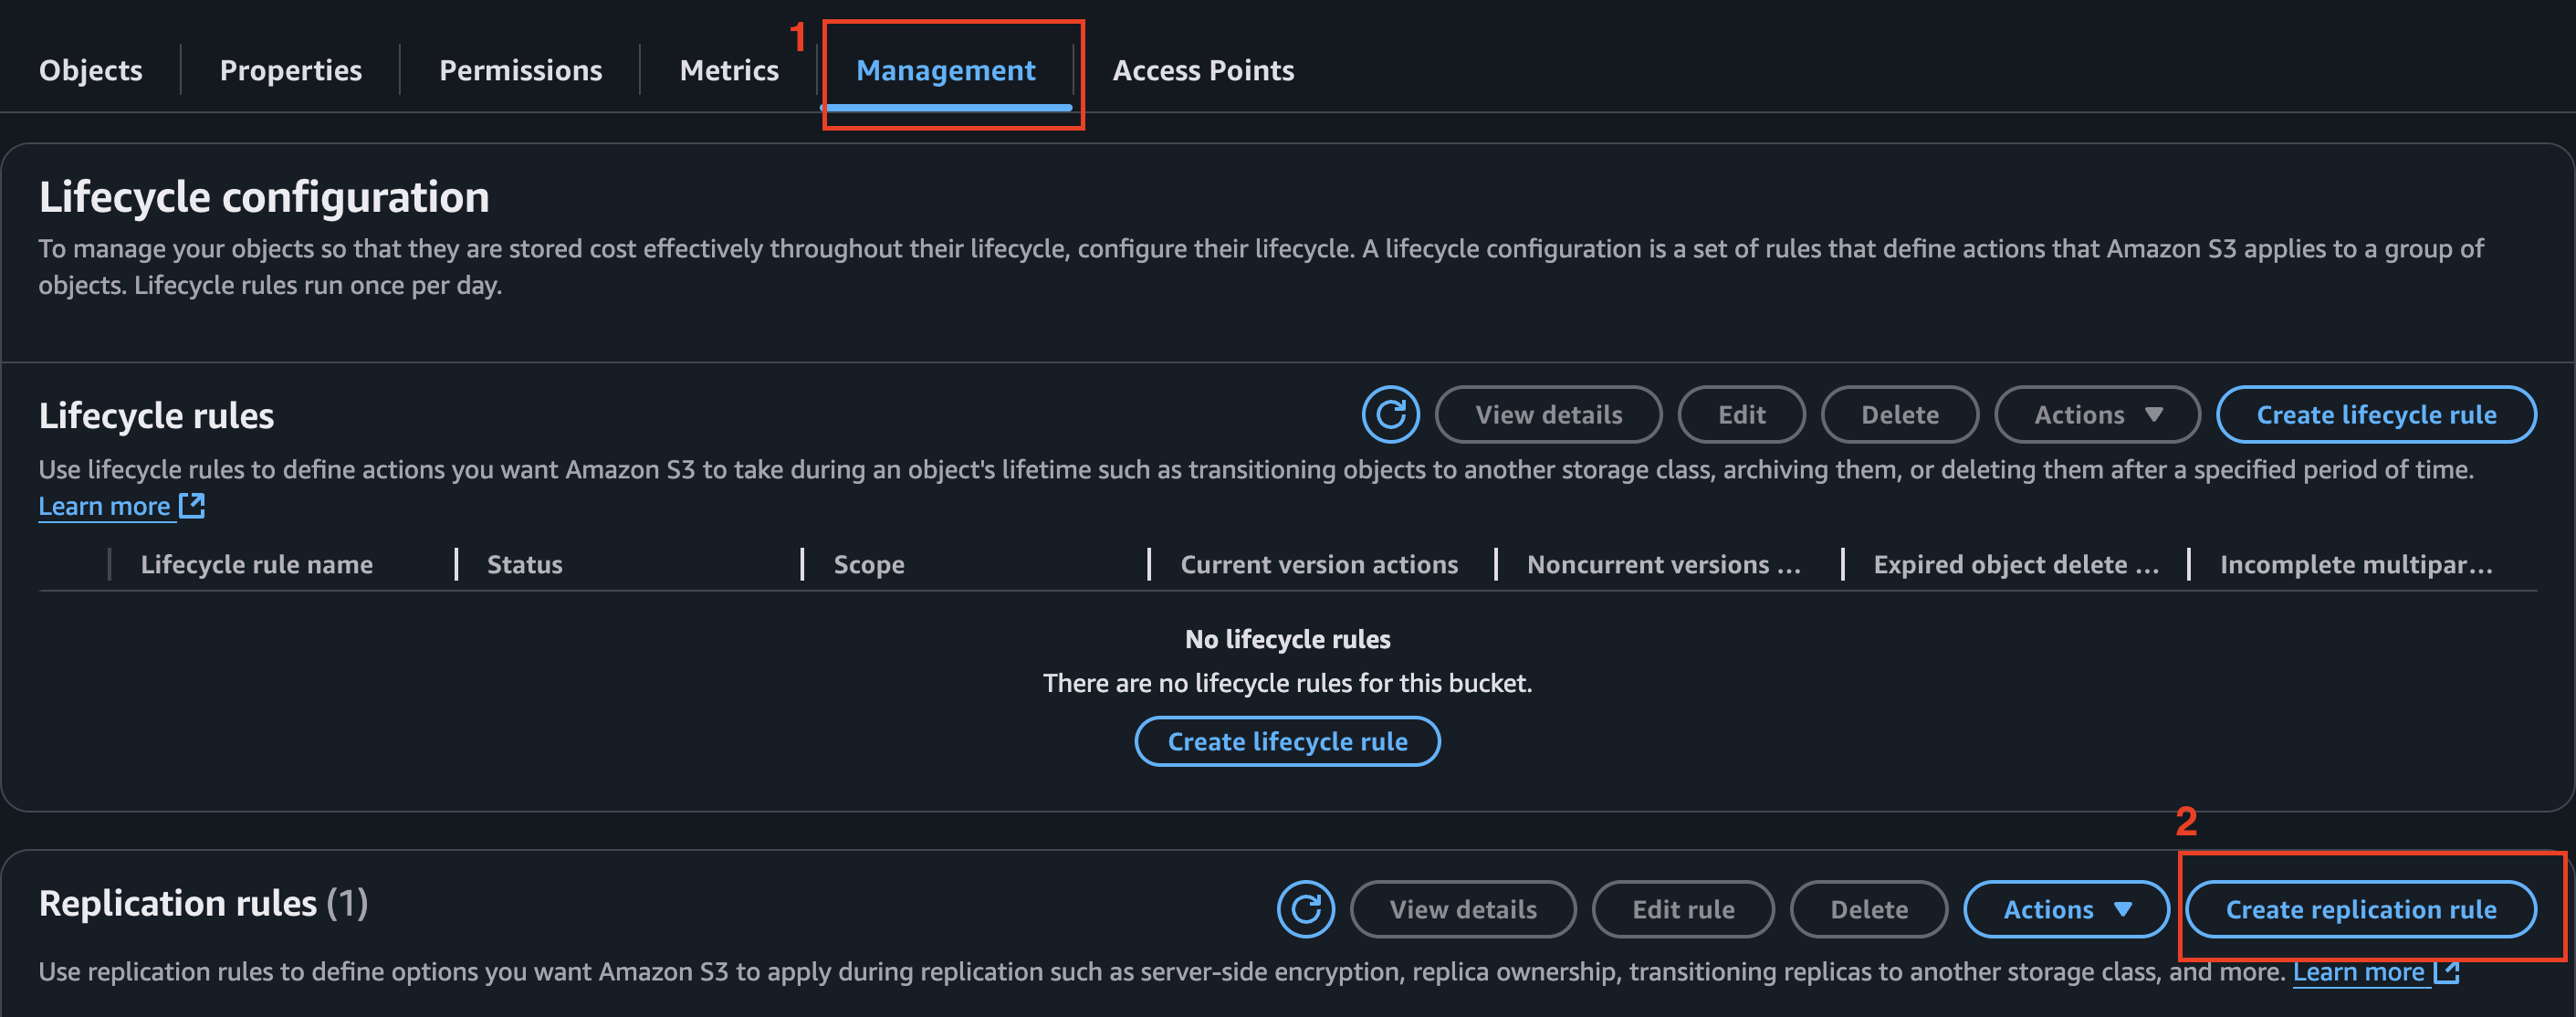 1
Objects Properties Permissions Metrics Management Access Points
Lifecycle configuration
To manage your objects so that they are stored cost effectively throughout their lifecycle, configure their lifecycle. A lifecycle configuration is a set of rules that define actions that Amazon S3 applies to a group of
objects. Lifecycle rules run once per day.
Lifecycle rules View details Edit Delete Actions Create lifecycle rule
Use lifecycle rules to define actions you want Amazon S3 to take during an object's lifetime such as transitioning objects to another storage class, archiving them, or deleting them after a specified period of time.
Learn more
Lifecycle rule name Status Scope Current version actions Noncurrent versions ... Expired object delete ... Incomplete multipar...
No lifecycle rules
There are no lifecycle rules for this bucket.
Create lifecycle rule
2
Replication rules (1) View details Edit rule Delete Actions Create replication rule
Use replication rules to define options you want Amazon S3 to apply during replication such as server-side encryption, replica ownership, transitioning replicas to another storage class, and more. Learn more